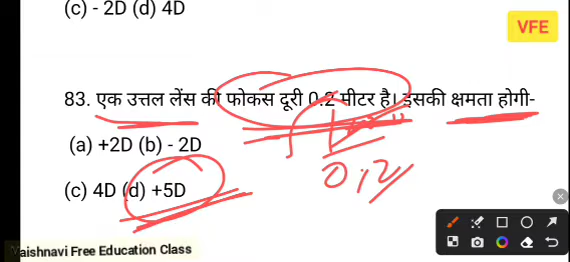 (c) - 2D (d) 4D
VFE
83. एक उत्तल लेंस की फोकस दूरी 0.2 मीटर है। इसकी क्षमता होगी-
(a) +2D (b) - 2D
(c) 4D (d) +5D
0.2
Vaishnavi Free Education Class